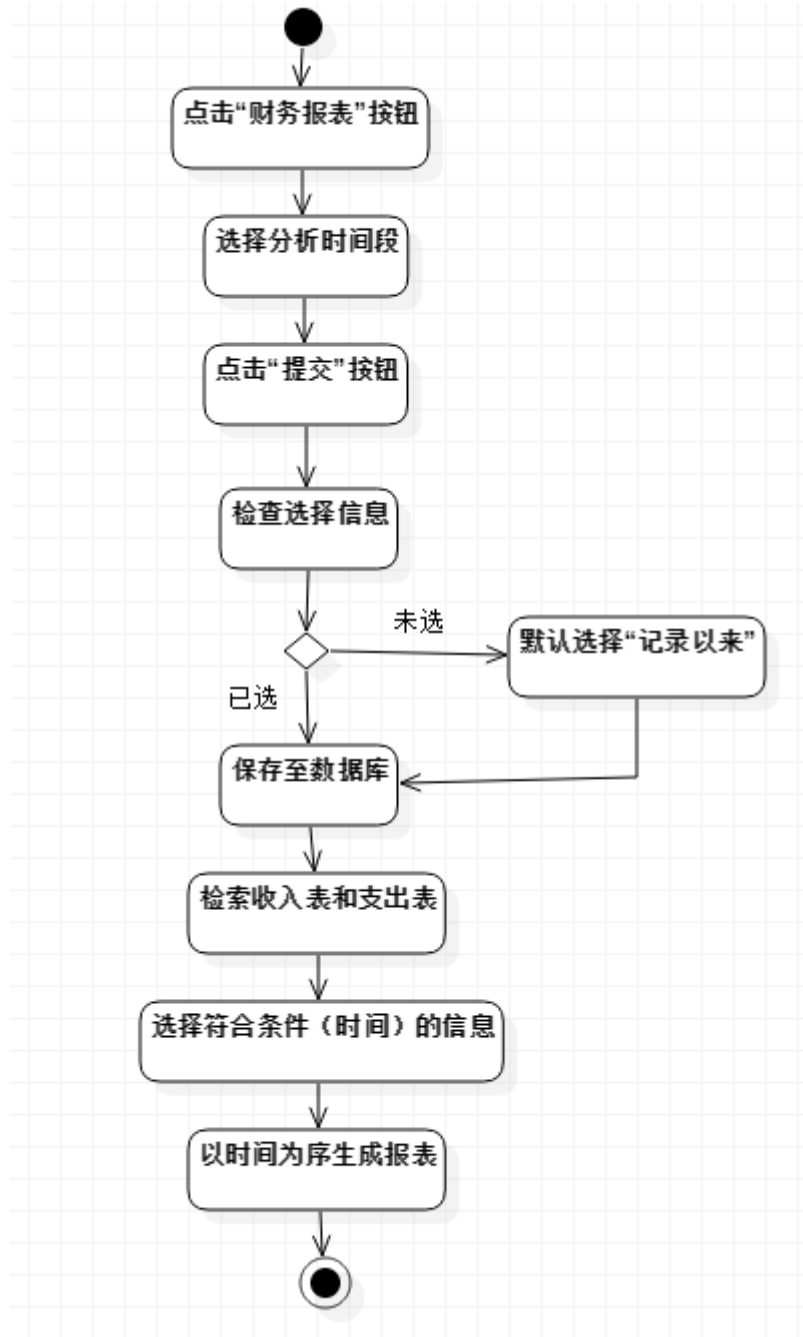 点击“财务报表”按钮
选择分析时间段
点击“提交”按钮
检查选择信息
未选
默认选择“记录以来”
已选
保存至数据库
检索收入表和支出表
选择符合条件（时间）的信息
以时间为序生成报表